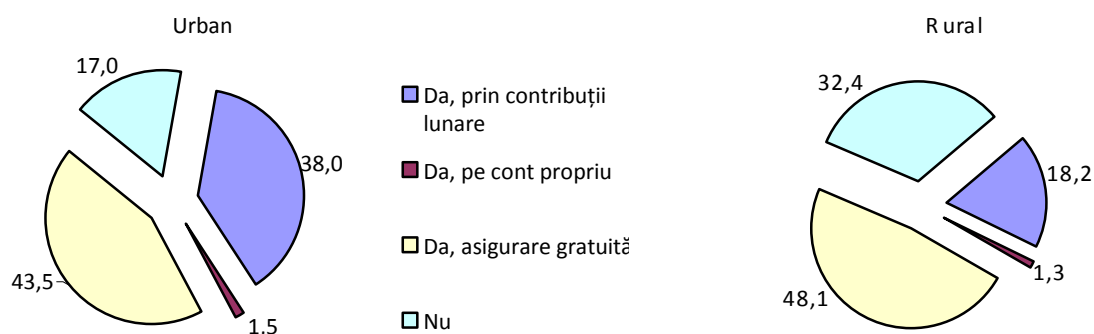 Urban
17,0
38,0
43,5
1,5
Da, prin contribuții
lunare
Da, pe cont propriu
Da, asigurare gratuită
Nu
Rural
32,4
18,2
1,3
48,1